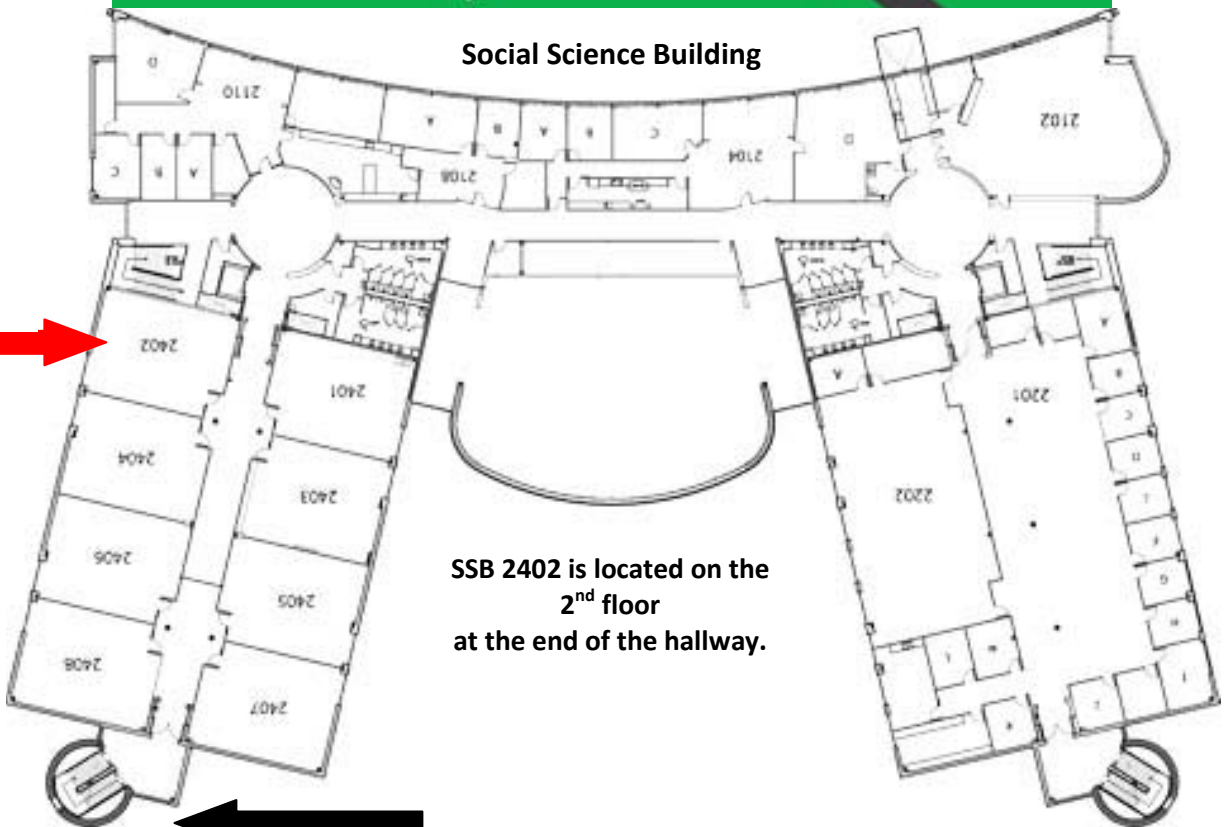 Social Science Building
D
2110
A
B
A
B
C
2104
D
2102
C
B
A
2108
2402
2401
A
2201
A
B
C
D
2404
2403
2202
F
G
2406
2405
SSB 2402 is located on the
2nd floor
at the end of the hallway.
2408
2407